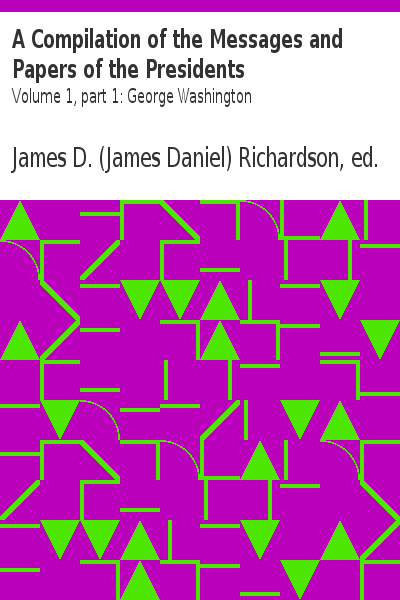 A Compilation of the Messages and
Papers of the Presidents
Volume 1, part 1: George Washington
James D. (James Daniel) Richardson, ed.